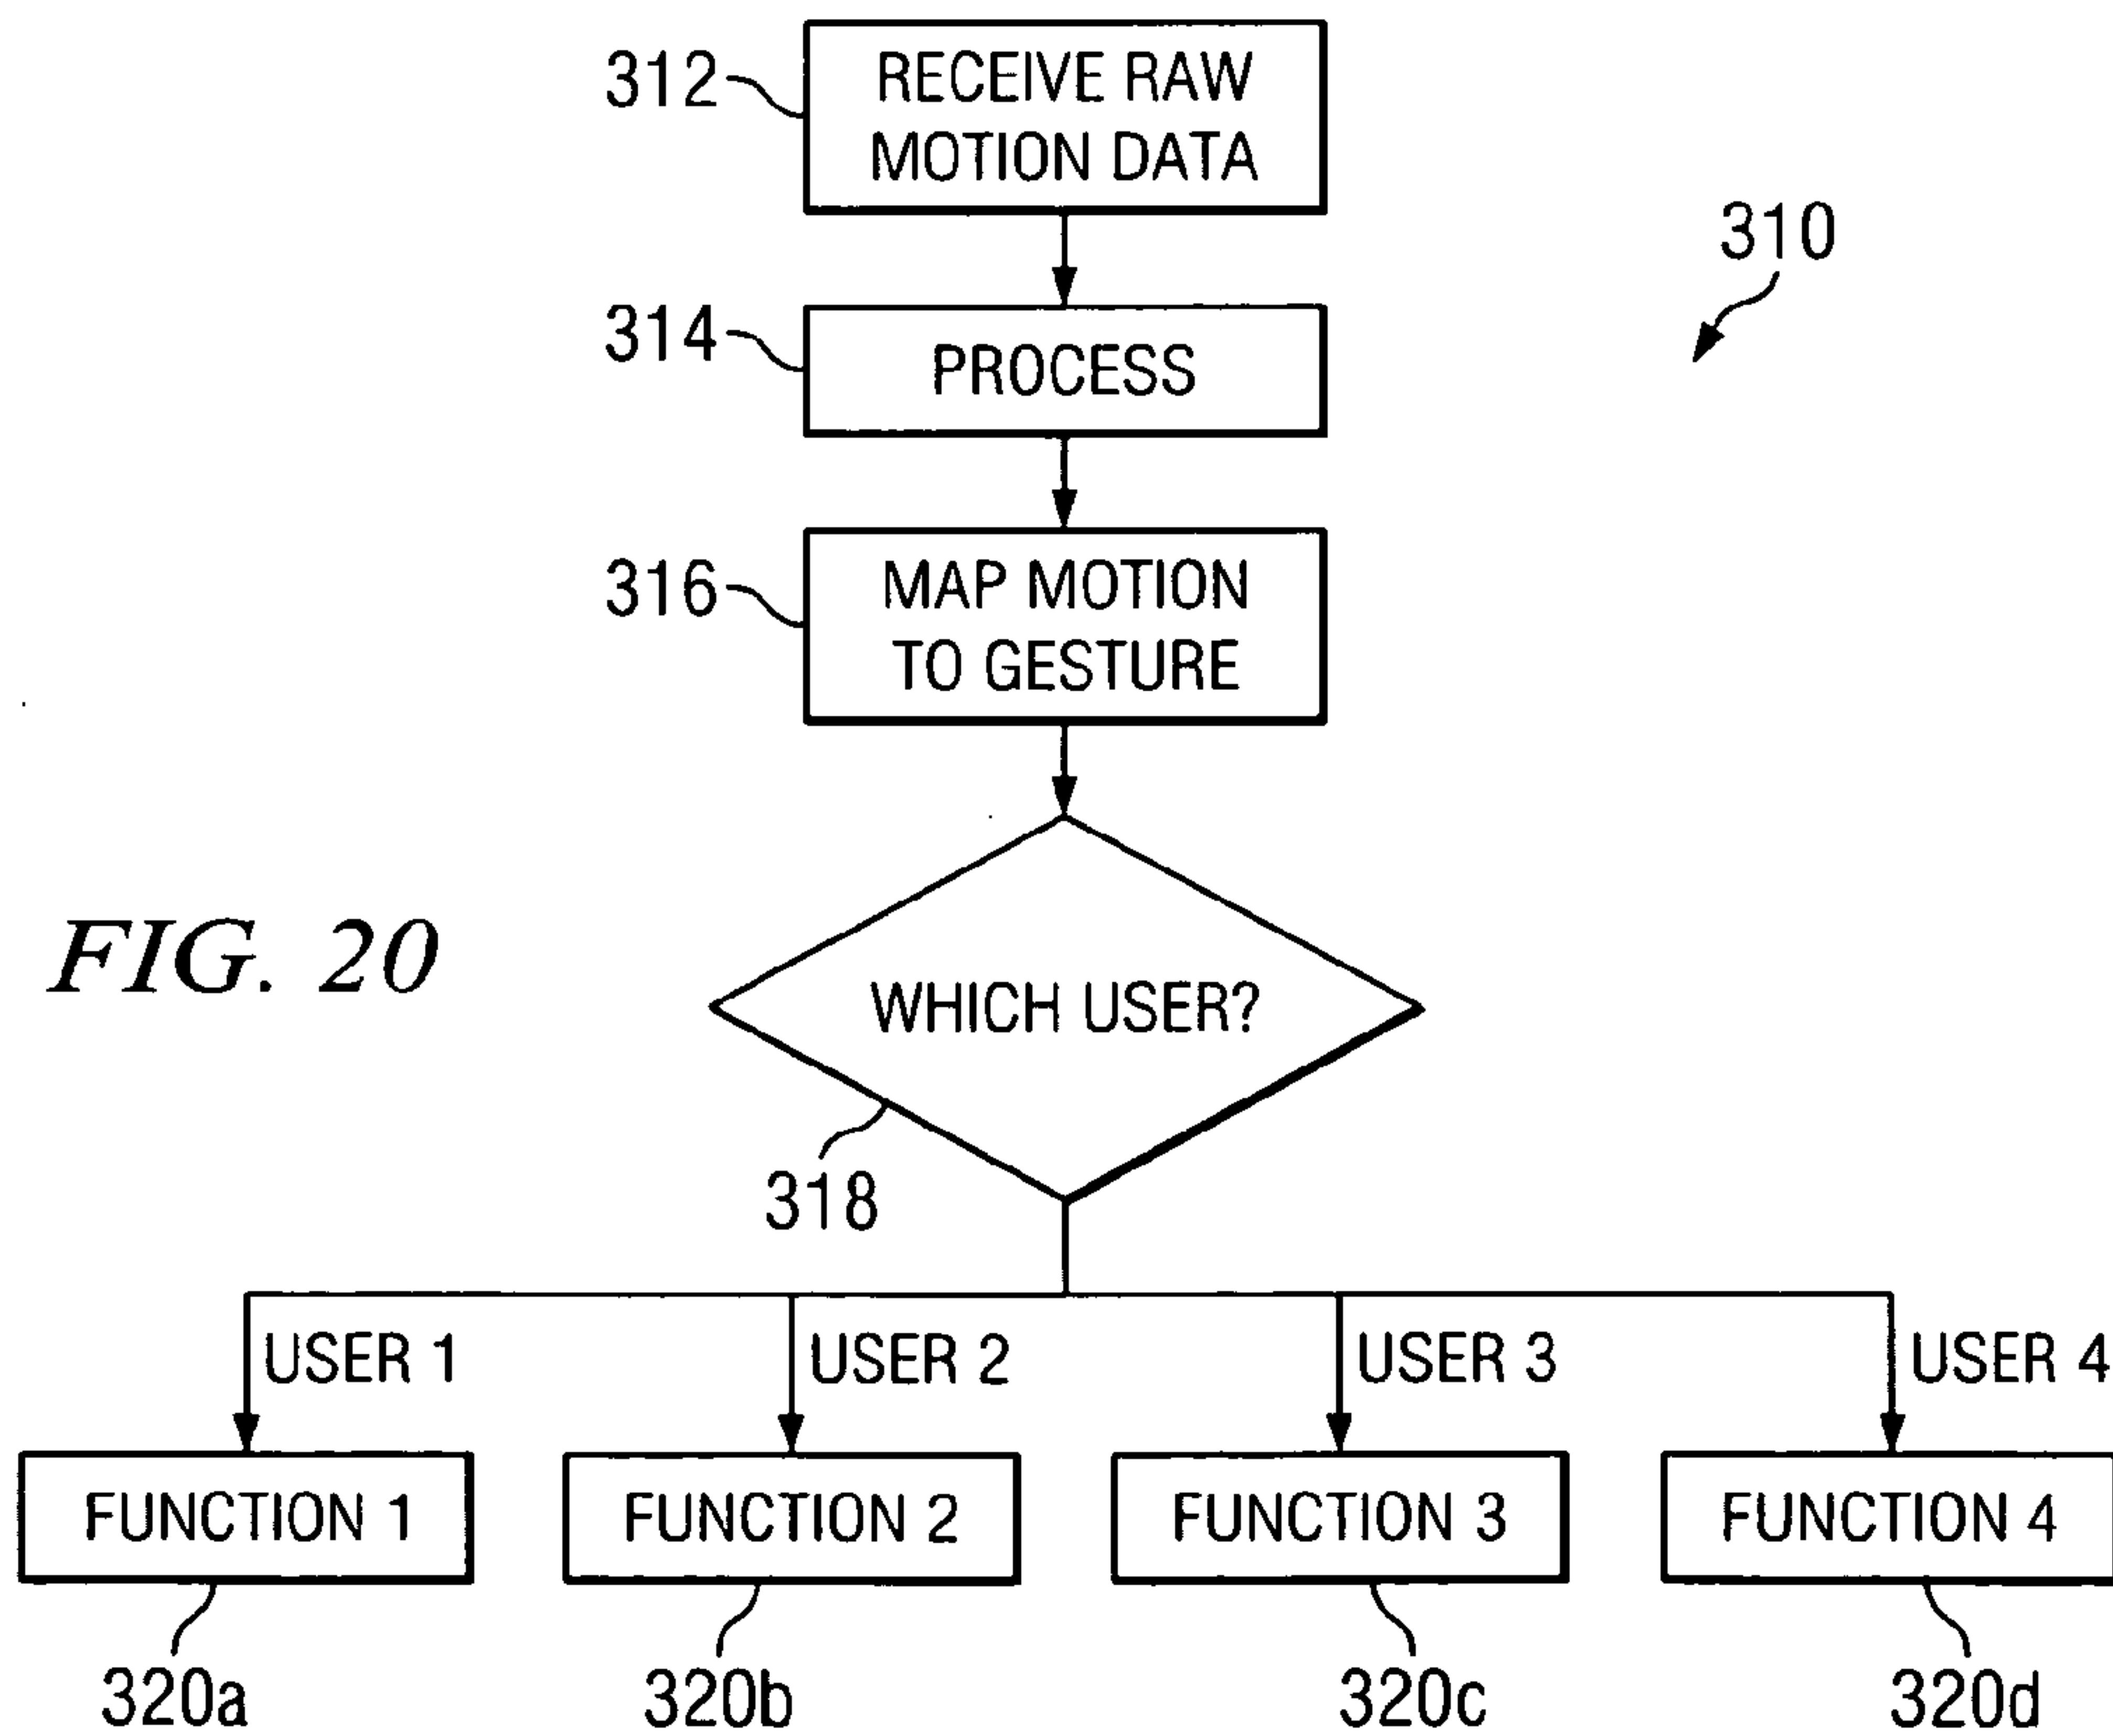 312
RECEIVE RAW
MOTION DATA
310
314
PROCESS
316
MAP MOTION
TO GESTURE
FIG. 20
WHICH USER?
318
USER 1
USER 2
USER 3
USER 4
FUNCTION 1
FUNCTION 2
FUNCTION 3
FUNCTION 4
320a
320b
320c
320d